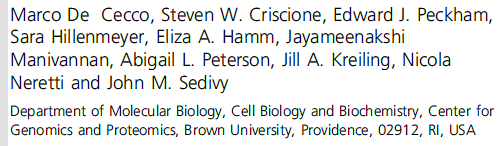 Marco De Cecco, Steven W. Criscione, Edward J. Peckham,
Sara Hillenmeyer, Eliza A. Hamm, Jayameenakshi
Manivannan, Abigail L. Peterson, Jill A. Kreiling, Nicola
Neretti and John M. Sedivy
Department of Molecular Biology, Cell Biology and Biochemistry, Center for
Genomics and Proteomics, Brown University, Providence, 02912, RI, USA